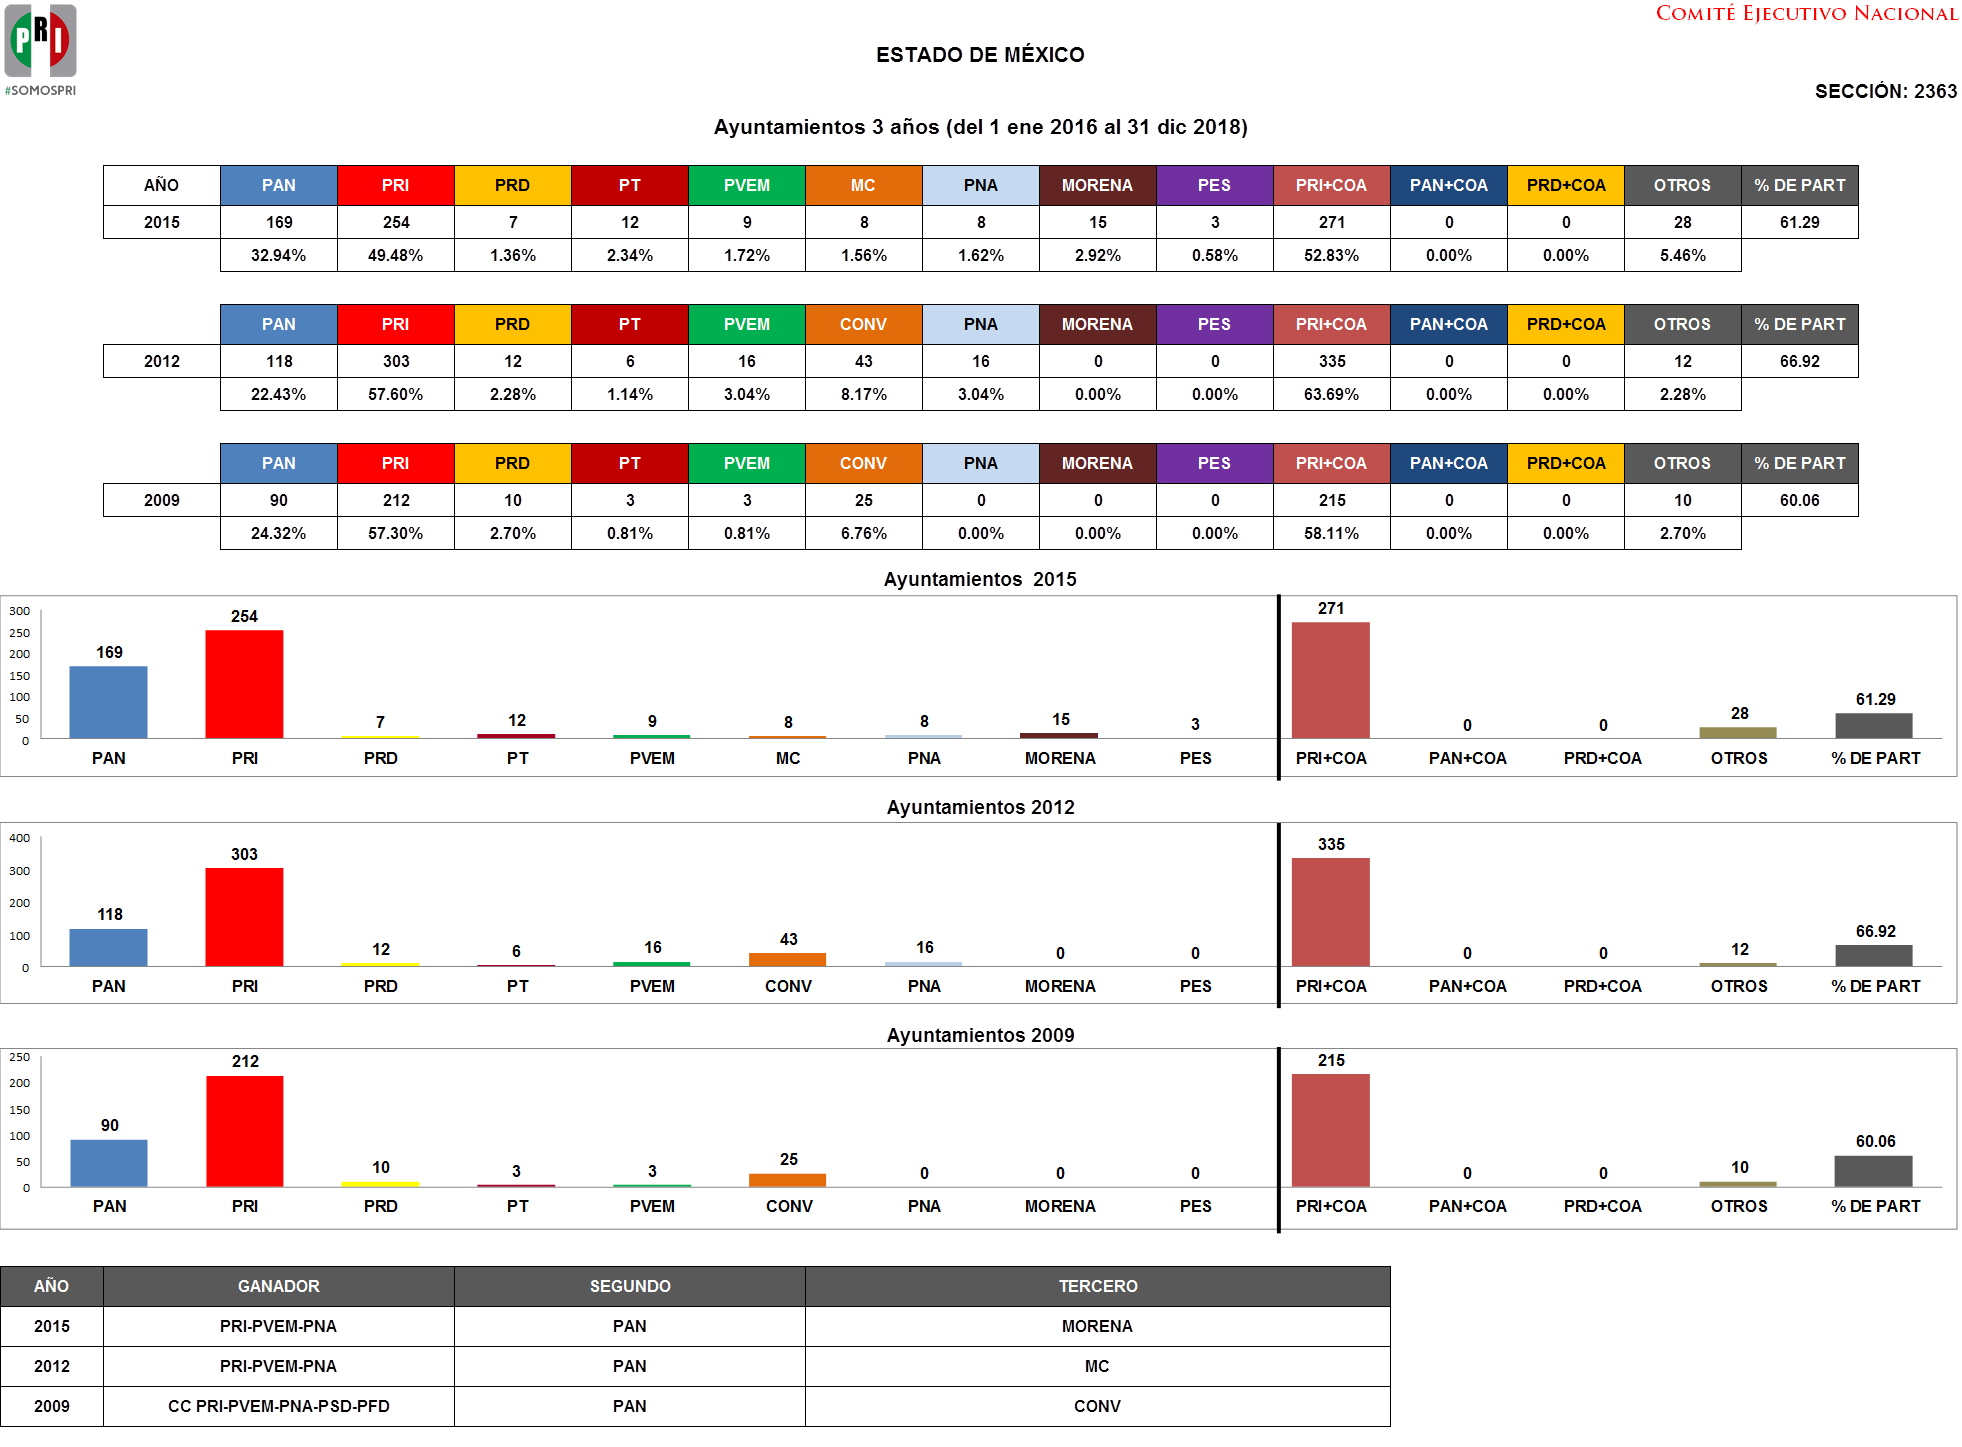 PRI
#SOMOSPRI
COMITÉ EJECUTIVO NACIONAL
ESTADO DE MÉXICO
SECCIÓN: 2363
Ayuntamientos 3 años (del 1 ene 2016 al 31 dic 2018)
AÑO PAN PRI PRD PT PVEM MC PNA MORENA PES PRI+COA PAN+COA PRD+COA OTROS % DE PART
2015 169 254 7 12 9 8 8 15 3 271 0 0 28 61.29
32.94% 49.48% 1.36% 2.34% 1.72% 1.56% 1.62% 2.92% 0.58% 52.83% 0.00% 0.00% 5.46%
PAN PRI PRD PT PVEM CONV PNA MORENA PES PRI+COA PAN+COA PRD+COA OTROS % DE PART
2012 118 303 12 6 16 43 16 0 0 335 0 0 12 66.92
22.43% 57.60% 2.28% 1.14% 3.04% 8.17% 3.04% 0.00% 0.00% 63.69% 0.00% 0.00% 2.28%
PAN PRI PRD PT PVEM CONV PNA MORENA PES PRI+COA PAN+COA PRD+COA OTROS % DE PART
2009 90 212 10 3 3 25 0 0 0 215 0 0 10 60.06
24.32% 57.30% 2.70% 0.81% 0.81% 6.76% 0.00% 0.00% 0.00% 58.11% 0.00% 0.00% 2.70%
Ayuntamientos 2015
300
250
200
150
100
50
0
169 254 7 12 9 8 8 15 3 271 0 0 28 61.29
PAN PRI PRD PT PVEM MC PNA MORENA PES PRI+COA PAN+COA PRD+COA OTROS % DE PART
Ayuntamientos 2012
400
300
200
100
0
118 303 12 6 16 43 16 0 0 335 0 0 12 66.92
PAN PRI PRD PT PVEM CONV PNA MORENA PES PRI+COA PAN+COA PRD+COA OTROS % DE PART
Ayuntamientos 2009
250
200
150
100
50
0
90 212 10 3 3 25 0 0 0 215 0 0 10 60.06
PAN PRI PRD PT PVEM CONV PNA MORENA PES PRI+COA PAN+COA PRD+COA OTROS % DE PART
AÑO GANADOR SEGUNDO TERCERO
2015 PRI-PVEM-PNA PAN MORENA
2012 PRI-PVEM-PNA PAN MC
2009 CC PRI-PVEM-PNA-PSD-PFD PAN CONV